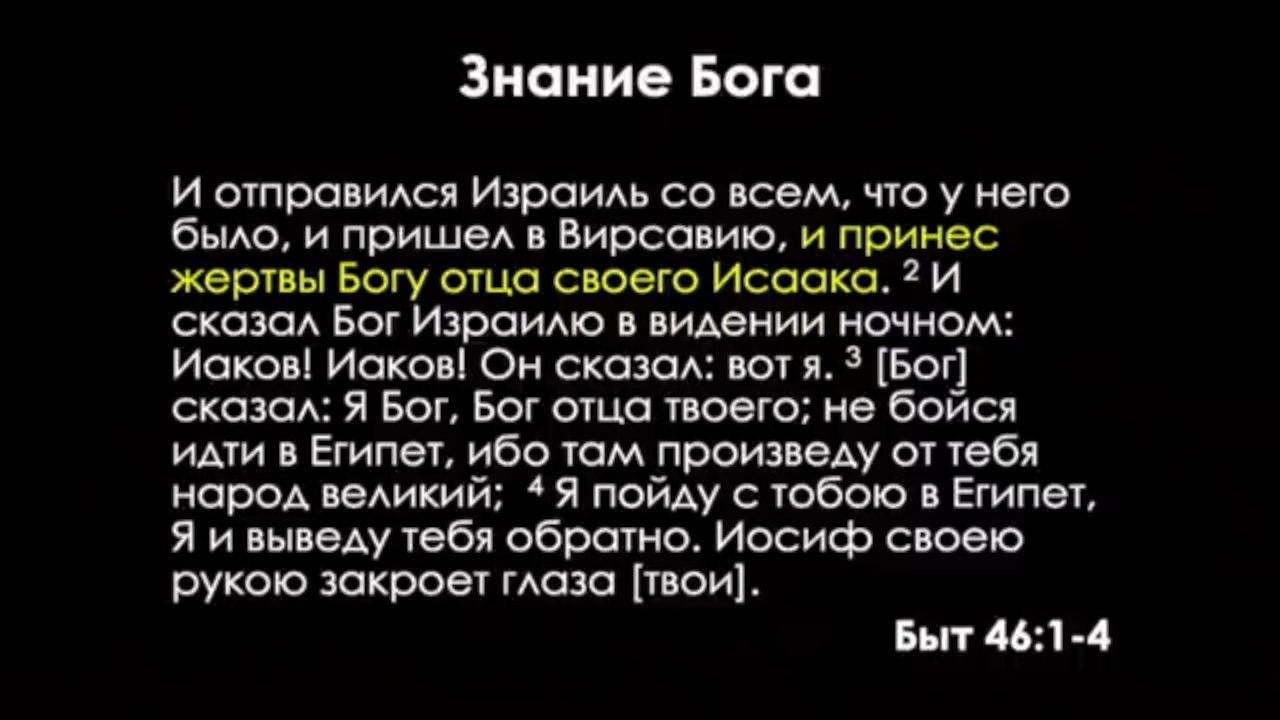 Знание Бога
И отправился Израиль со всем, что у него
было, и пришел в Вирсавию, и принес
жертвы Богу отца своего Исаака. ² И
сказал Бог Израилю в видении ночном:
Иаков! Иаков! Он сказал: вот я. ³ [Бог]
сказал: Я Бог, Бог отца твоего; не бойся
идти в Египет, ибо там произведу от тебя
народ великий; ⁴ Я пойду с тобою в Египет,
Я и выведу тебя обратно. Иосиф своею
рукою закроет глаза [твои].
Быт 46:1-4